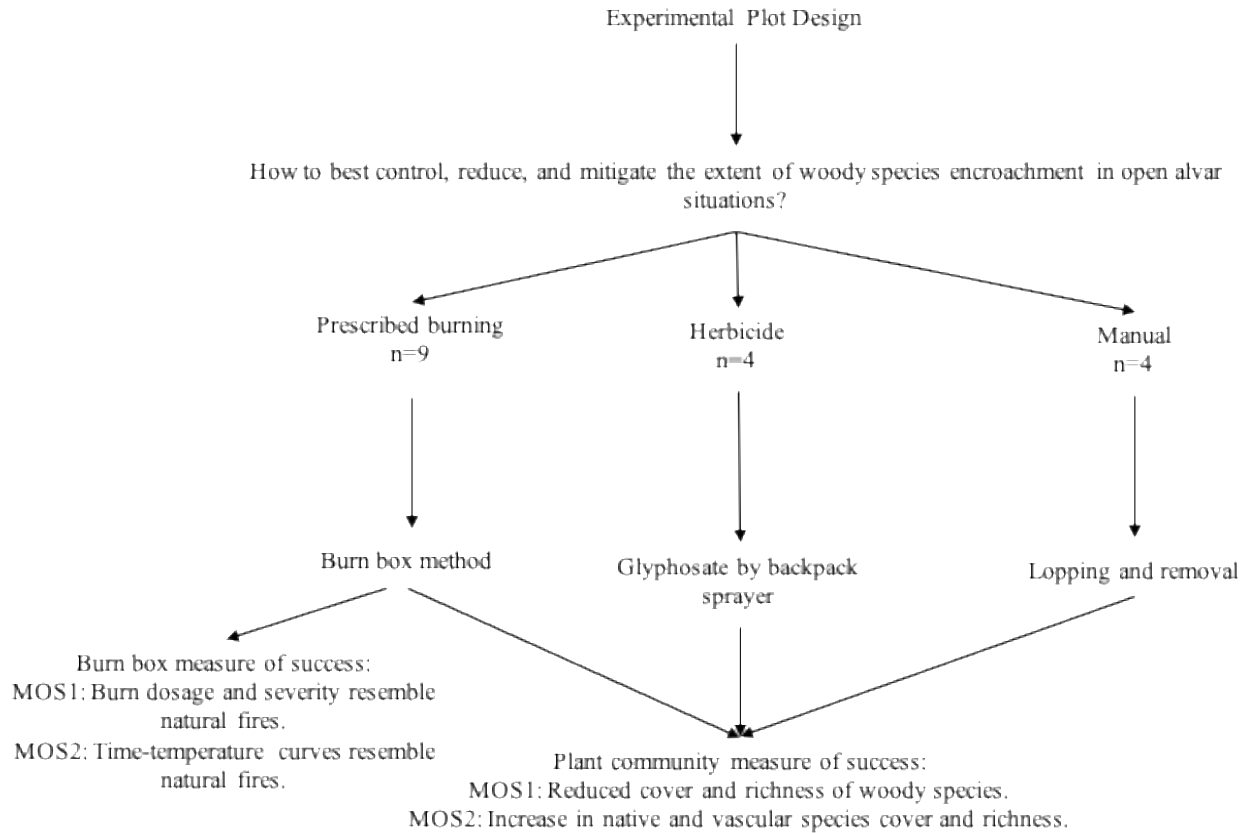 Experimental Plot Design
How to best control, reduce, and mitigate the extent of woody species encroachment in open alvar
situations?
Prescribed burning
n=9
Herbicide
n=4
Manual
n=4
Burn box method
Glyphosate by backpack
sprayer
Lopping and removal
Burn box measure of success:
MOS1: Burn dosage and severity resemble
natural fires.
MOS2: Time-temperature curves resemble
natural fires.
Plant community measure of success:
MOS1: Reduced cover and richness of woody species.
MOS2: Increase in native and vascular species cover and richness.